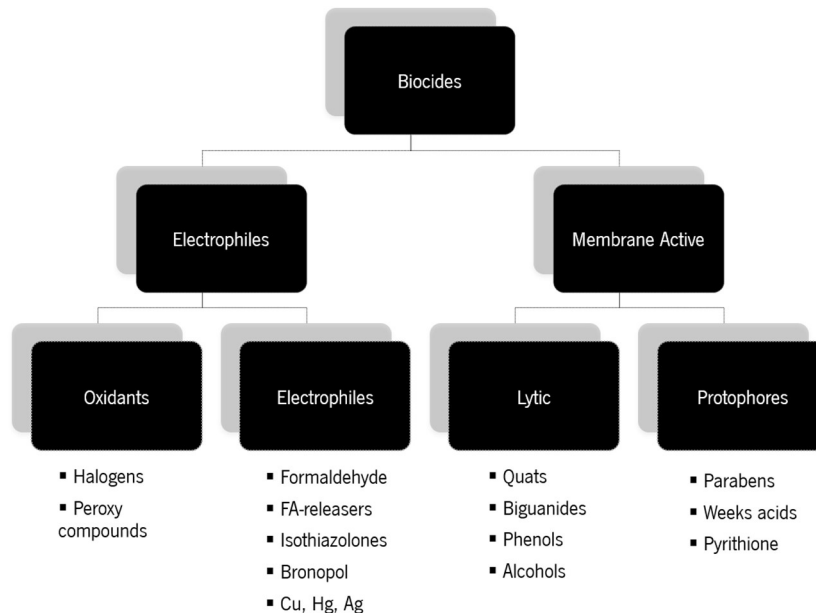 Biocides
Electrophiles
Membrane Active
Oxidants
Electrophiles
Lytic
Protophores
▪ Halogens
▪ Peroxy
compounds
▪ Formaldehyde
▪ FA-releasers
▪ Isothiazolones
▪ Bronopol
▪ Cu, Hg, Ag
▪ Quats
▪ Biguanides
▪ Phenols
▪ Alcohols
▪ Parabens
▪ Weeks acids
▪ Pyrithione